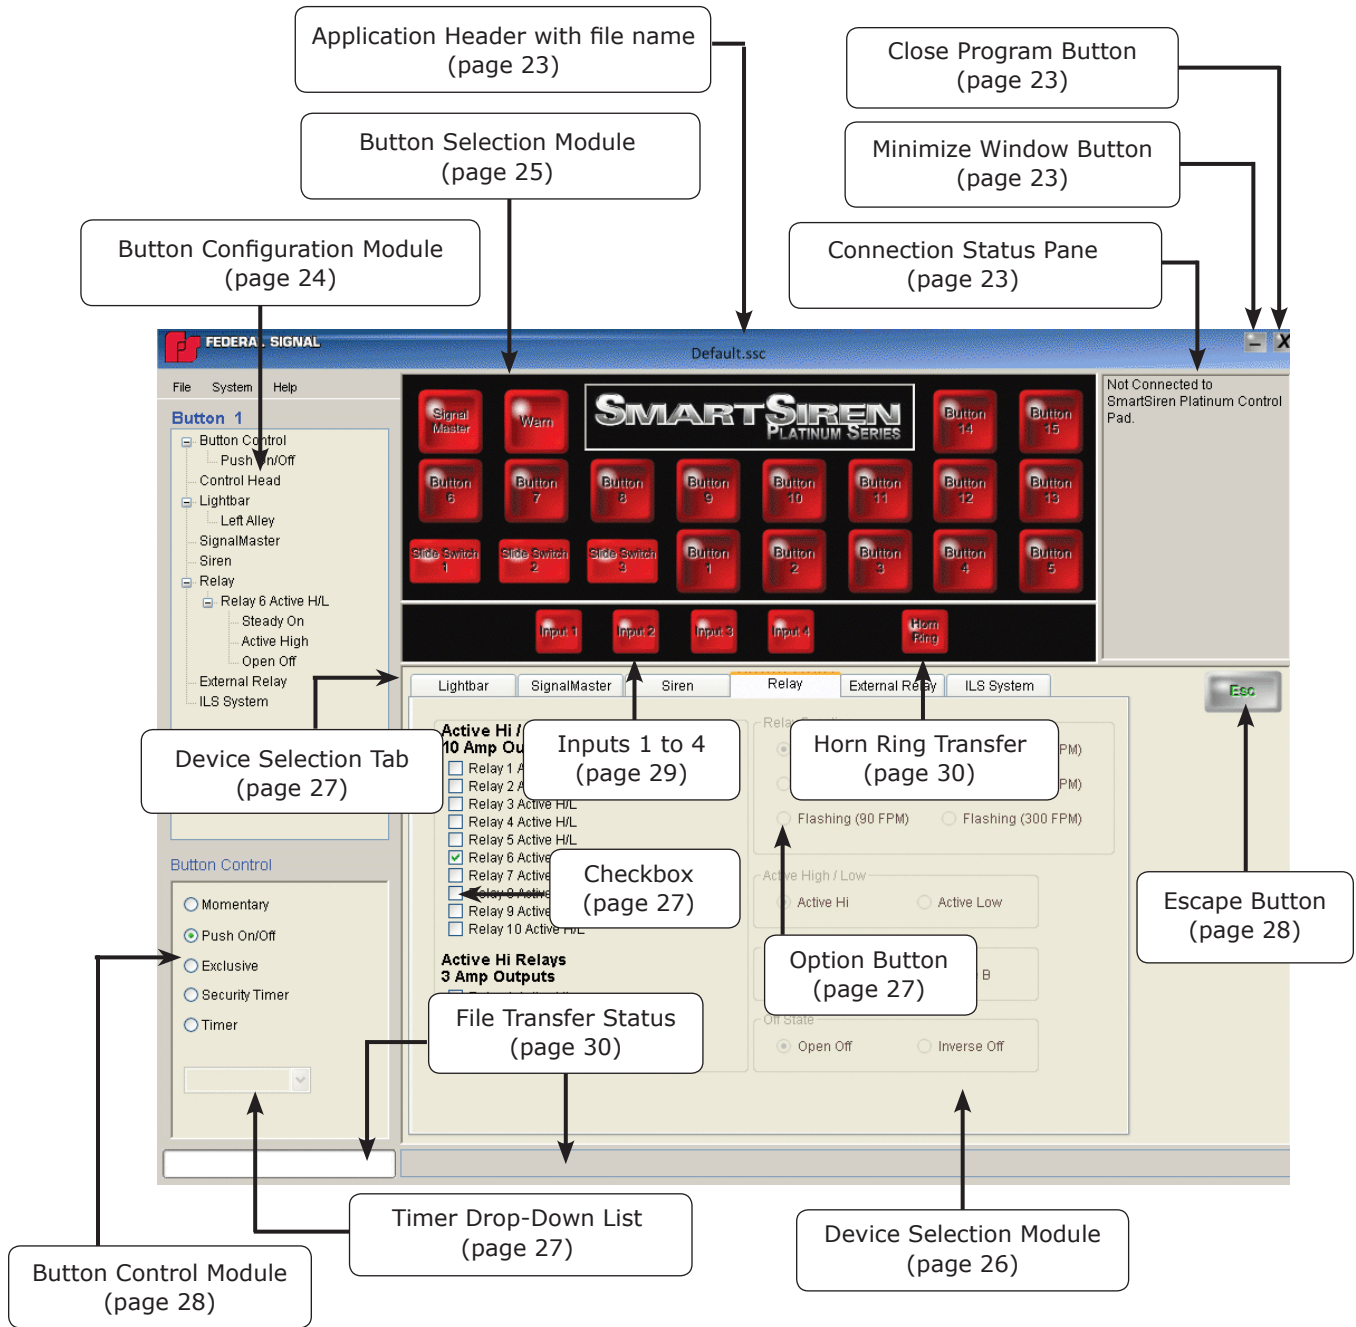 Application Header with file name
(page 23)
Close Program Button
(page 23)
Button Selection Module
(page 25)
Minimize Window Button
(page 23)
Button Configuration Module
(page 24)
Connection Status Pane
(page 23)
FEDERAL SIGNAL
Default.ssc
X
File System Help
Button 1
Button Control
Push On/Off
Control Head
Lightbar
Left Alley
SignalMaster
Siren
Relay
Relay 6 Active H/L
Steady On
Active High
Open Off
External Relay
ILS System
Signal Master
Warn
SMARTSIREN
PLATINUM SERIES
Button 14
Button 15
Button 6
Button 7
Button 8
Button 9
Button 10
Button 11
Button 12
Button 13
Slide Switch 1
Slide Switch 2
Slide Switch 3
Button 1
Button 2
Button 3
Button 4
Button 5
Input 1
Input 2
Input 3
Input 4
Horn Ring
Not Connected to
SmartSiren Platinum Control
Pad.
Esc
Lightbar SignalMaster Siren Relay External Relay ILS System
Device Selection Tab
(page 27)
Inputs 1 to 4
(page 29)
Horn Ring Transfer
(page 30)
Active Hi /
10 Amp
Relay 1
Relay 2
Relay 3 Active H/L
Relay 4 Active H/L
Relay 5 Active H/L
Relay 6 Active
Relay 7 Active
Relay 8 Active
Relay 9 Active
Relay 10 Active H/L
Active Hi Relays
3 Amp Outputs
Relay
PM)
PM)
Flashing (90 FPM) Flashing (300 FPM)
Active High / Low
Active Hi Active Low
B
Off State
Open Off Inverse Off
Checkbox
(page 27)
Option Button
(page 27)
Escape Button
(page 28)
Button Control
Momentary
Push On/Off
Exclusive
Security Timer
Timer
File Transfer Status
(page 30)
Timer Drop-Down List
(page 27)
Device Selection Module
(page 26)
Button Control Module
(page 28)